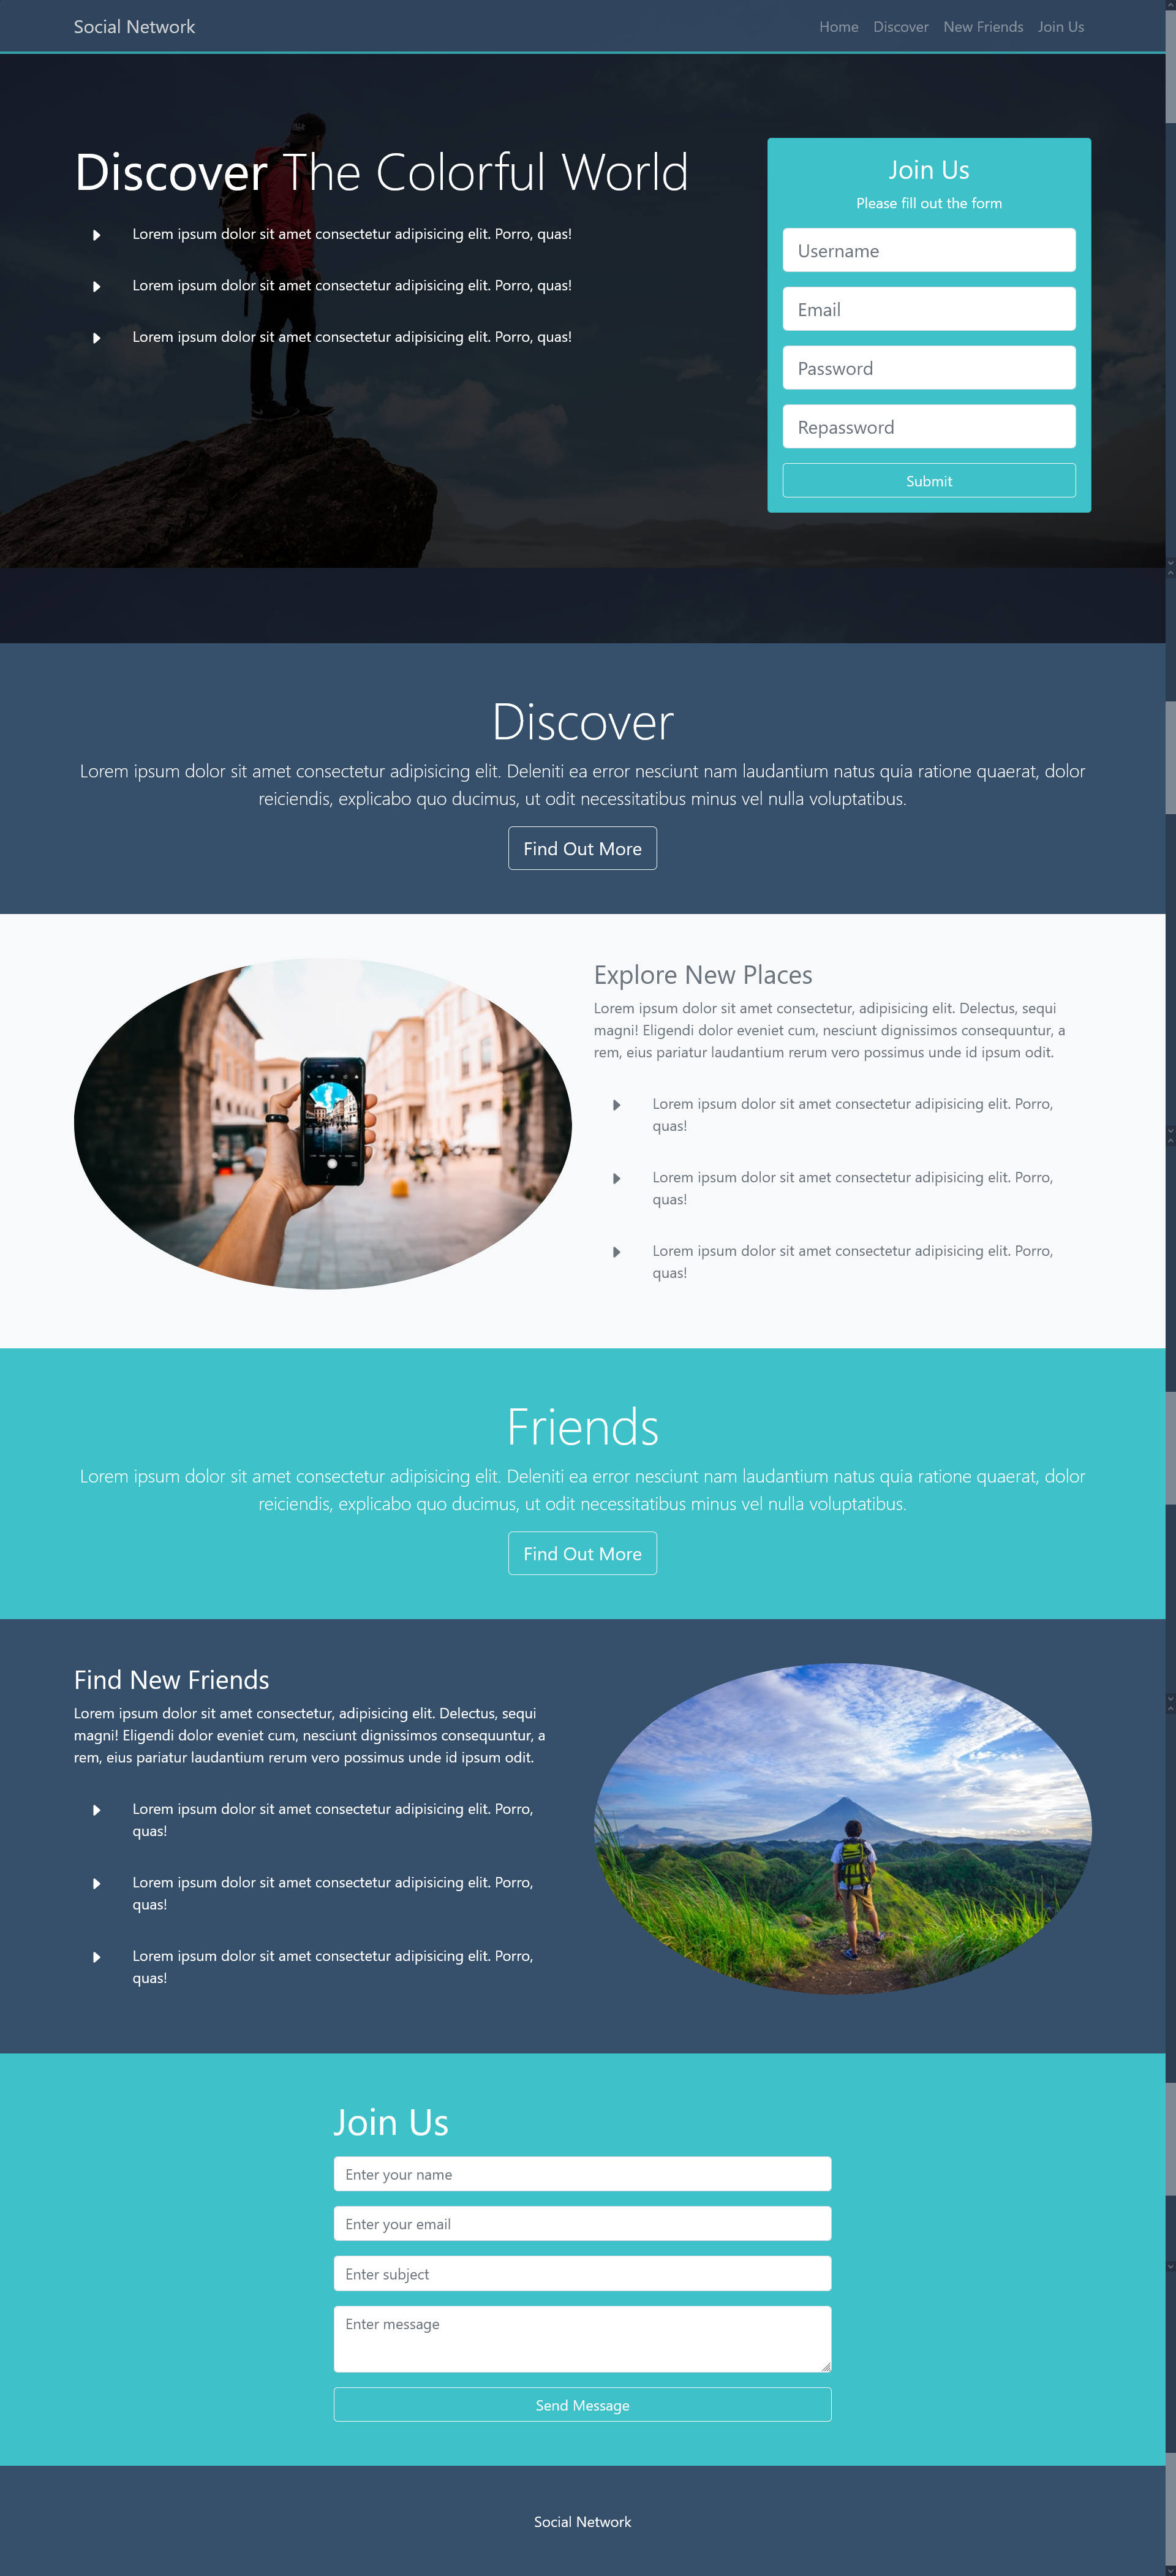 Social Network
Home Discover New Friends Join Us
Discover The Colorful World
Lorem ipsum dolor sit amet consectetur adipisicing elit. Porro, quas!
Lorem ipsum dolor sit amet consectetur adipisicing elit. Porro, quas!
Lorem ipsum dolor sit amet consectetur adipisicing elit. Porro, quas!
Join Us
Please fill out the form
Username
Email
Password
Repassword
Submit
Discover
Lorem ipsum dolor sit amet consectetur adipisicing elit. Deleniti ea error nesciunt nam laudantium natus quia ratione quaerat, dolor
reiciendis, explicabo quo ducimus, ut odit necessitatibus minus vel nulla voluptatibus.
Find Out More
Explore New Places
Lorem ipsum dolor sit amet consectetur, adipisicing elit. Delectus, sequi
magni! Eligendi dolor eveniet cum, nesciunt dignissimos consequuntur, a
rem, eius pariatur laudantium rerum vero possimus unde id ipsum odit.
Lorem ipsum dolor sit amet consectetur adipisicing elit. Porro,
quas!
Lorem ipsum dolor sit amet consectetur adipisicing elit. Porro,
quas!
Lorem ipsum dolor sit amet consectetur adipisicing elit. Porro,
quas!
Friends
Lorem ipsum dolor sit amet consectetur adipisicing elit. Deleniti ea error nesciunt nam laudantium natus quia ratione quaerat, dolor
reiciendis, explicabo quo ducimus, ut odit necessitatibus minus vel nulla voluptatibus.
Find Out More
Find New Friends
Lorem ipsum dolor sit amet consectetur, adipisicing elit. Delectus, sequi
magni! Eligendi dolor eveniet cum, nesciunt dignissimos consequuntur, a
rem, eius pariatur laudantium rerum vero possimus unde id ipsum odit.
Lorem ipsum dolor sit amet consectetur adipisicing elit. Porro,
quas!
Lorem ipsum dolor sit amet consectetur adipisicing elit. Porro,
quas!
Lorem ipsum dolor sit amet consectetur adipisicing elit. Porro,
quas!
Join Us
Enter your name
Enter your email
Enter subject
Enter message
Send Message
Social Network